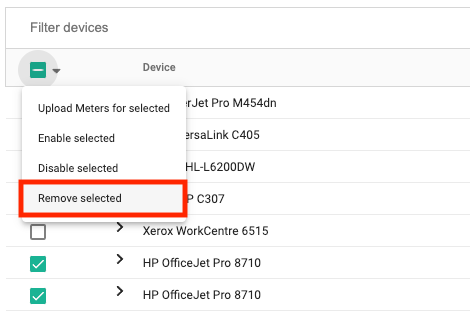 Filter devices
Device
Upload Meters for selected
Enable selected
Disable selected
Remove selected
erJet Pro M454dn
ersaLink C405
HL-L6200DW
P C307
Xerox WorkCentre 6515
HP OfficeJet Pro 8710
HP OfficeJet Pro 8710